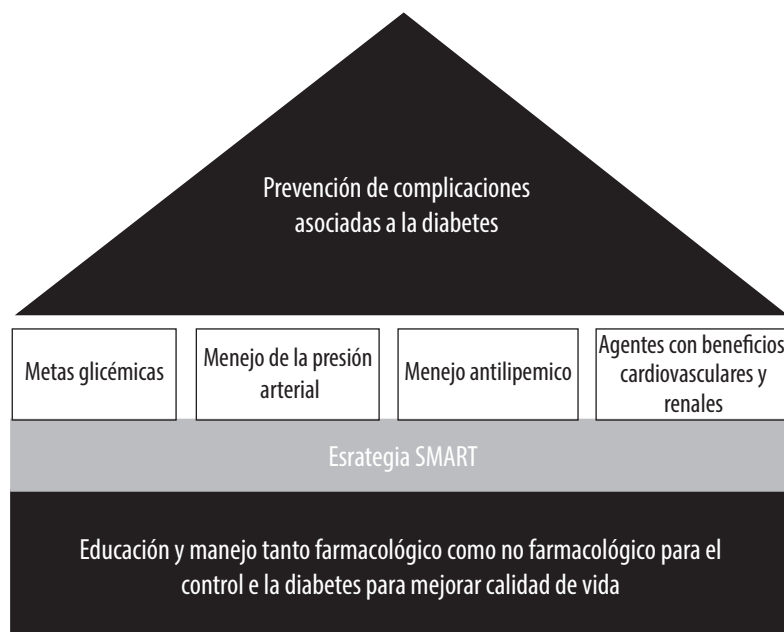 Prevención de complicaciones
asociadas a la diabetes
Metas glicémicas
Menejo de la presión
arterial
Menejo antilipemico
Agentes con beneficios
cardiovasculares y
renales
Esrategia SMART
Educación y manejo tanto farmacológico como no farmacológico para el
control e la diabetes para mejorar calidad de vida